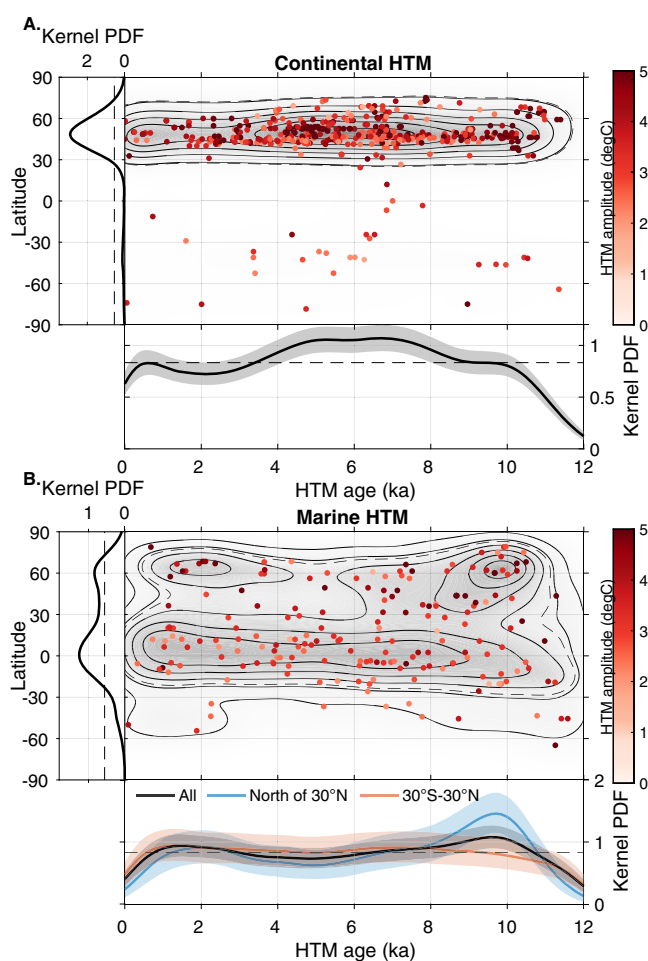 A.
Kernel PDF
2 0
Continental HTM
90
60
30
0
-30
-60
-90
Latitude
5
4
3
2
1
0
HTM amplitude (degC)
1
0.5
0
Kernel PDF
0 2 4 6 8 10 12
HTM age (ka)
B.
Kernel PDF
1 0
Marine HTM
90
60
30
0
-30
-60
-90
Latitude
5
4
3
2
1
0
HTM amplitude (degC)
All North of 30°N 30°S-30°N
2
1
0
Kernel PDF
0 2 4 6 8 10 12
HTM age (ka)